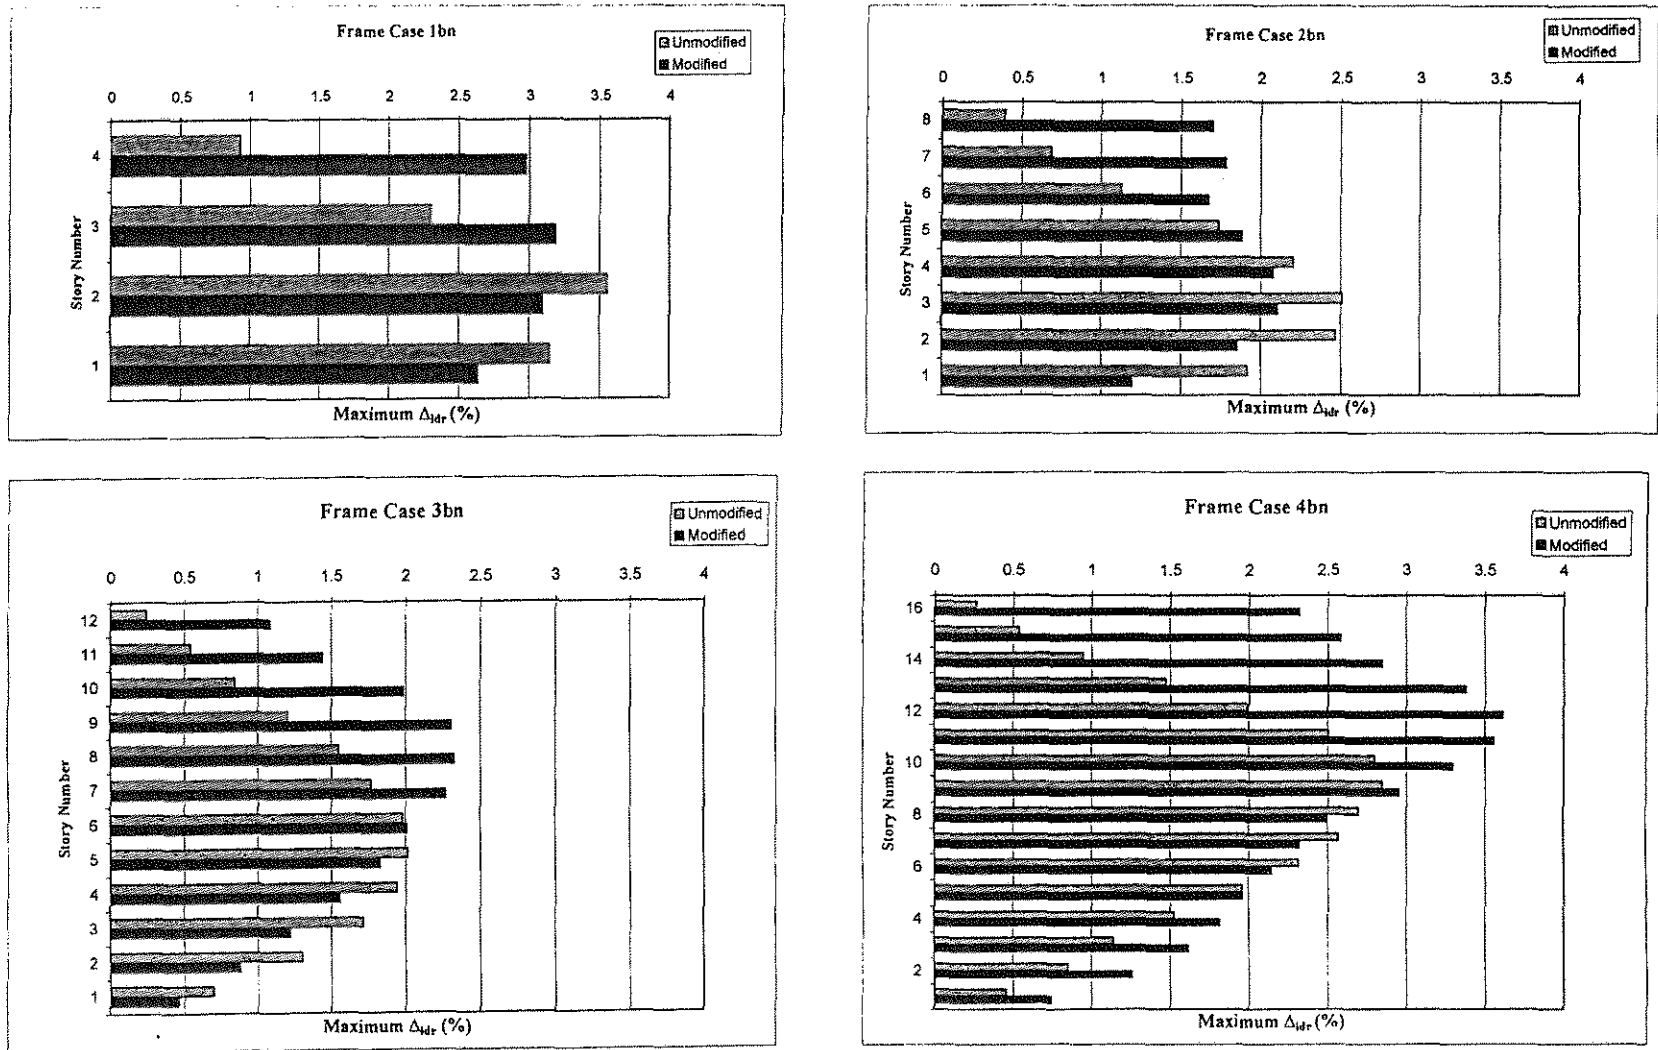 Frame Case 1bn
Unmodified
Modified
0 0.5 1 1.5 2 2.5 3 3.5 4
4
3
2
1
Story Number
Maximum Δidr (%)
Frame Case 2bn
Unmodified
Modified
0 0.5 1 1.5 2 2.5 3 3.5 4
8
7
6
5
4
3
2
1
Story Number
Maximum Δidr (%)
Frame Case 3bn
Unmodified
Modified
0 0.5 1 1.5 2 2.5 3 3.5 4
12
11
10
9
8
7
6
5
4
3
2
1
Story Number
Maximum Δidr (%)
Frame Case 4bn
Unmodified
Modified
0 0.5 1 1.5 2 2.5 3 3.5 4
16
14
12
10
8
6
4
2
Story Number
Maximum Δidr (%)